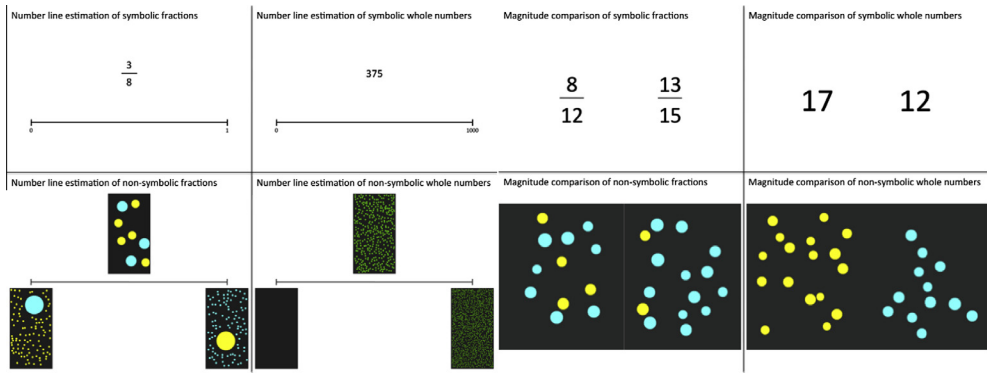 Number line estimation of symbolic fractions
3
8
0 1
Number line estimation of symbolic whole numbers
375
0 1000
Magnitude comparison of symbolic fractions
8 13
12 15
Magnitude comparison of symbolic whole numbers
17 12
Number line estimation of non-symbolic fractions
Number line estimation of non-symbolic whole numbers
Magnitude comparison of non-symbolic fractions
Magnitude comparison of non-symbolic whole numbers